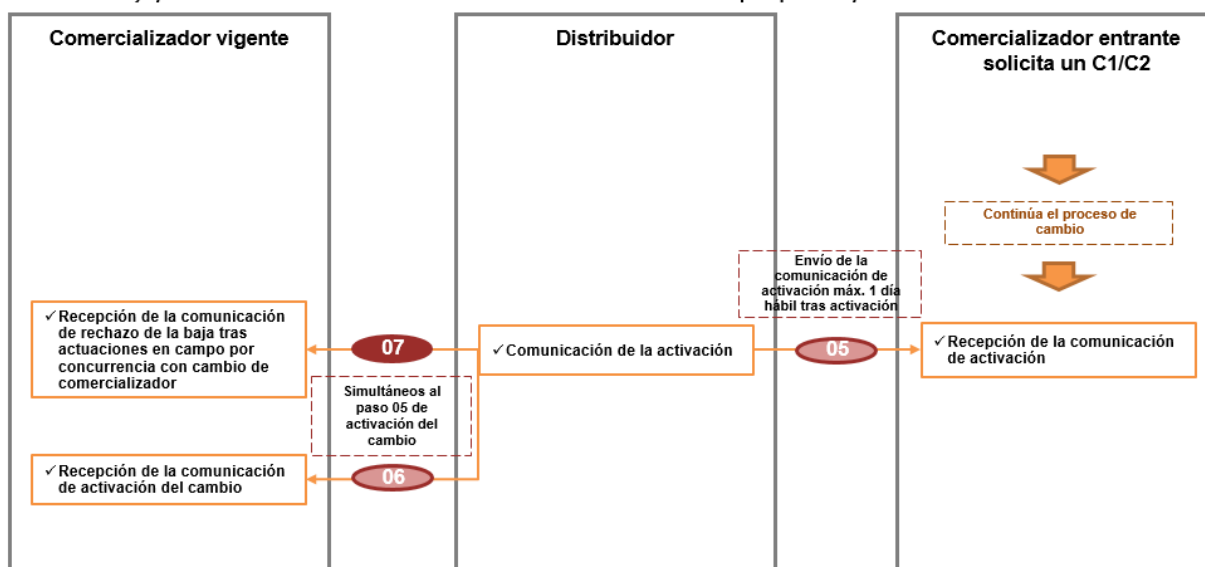 Comercializador vigente
Distribuidor
Comercializador entrante
solicita un C1/C2
Continúa el proceso de
cambio
Envío de la
comunicación de
activación máx. 1 día
hábil tras activación
✓Recepción de la comunicación
de rechazo de la baja tras
actuaciones en campo por
concurrencia con cambio de
comercializador
07
✓Comunicación de la activación
05
✓Recepción de la comunicación
de activación
Simultáneos al
paso 05 de
activación del
cambio
✓Recepción de la comunicación
de activación del cambio
06